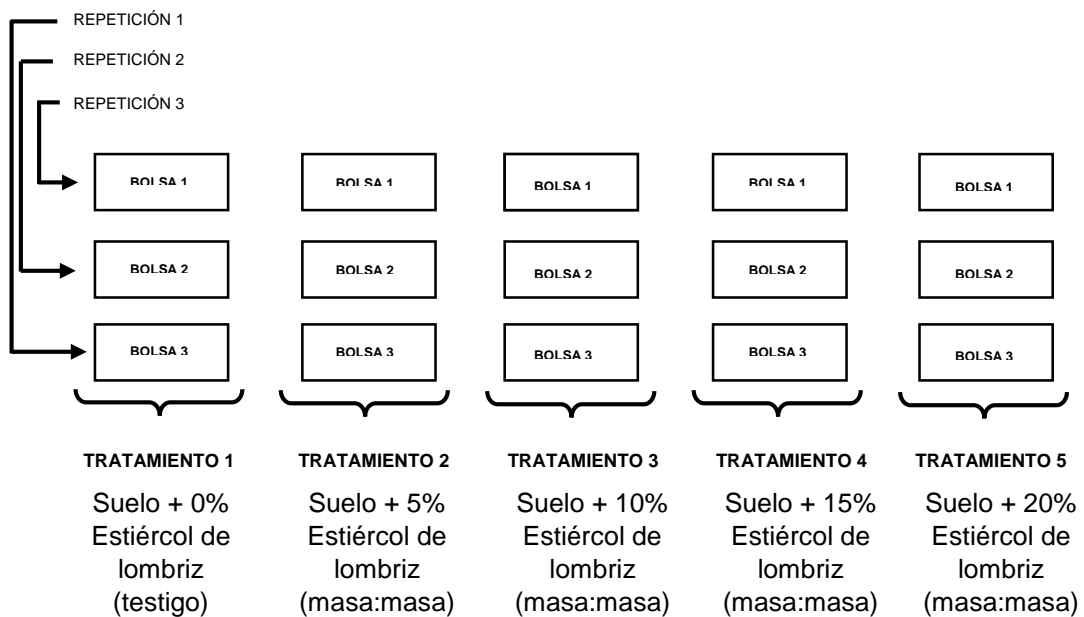 REPETICIÓN 1
REPETICIÓN 2
REPETICIÓN 3
BOLSA 1
BOLSA 1
BOLSA 1
BOLSA 1
BOLSA 1
BOLSA 2
BOLSA 2
BOLSA 2
BOLSA 2
BOLSA 2
BOLSA 3
BOLSA 3
BOLSA 3
BOLSA 3
BOLSA 3
TRATAMIENTO 1
Suelo + 0%
Estiércol de
lombriz
(testigo)
TRATAMIENTO 2
Suelo + 5%
Estiércol de
lombriz
(masa:masa)
TRATAMIENTO 3
Suelo + 10%
Estiércol de
lombriz
(masa:masa)
TRATAMIENTO 4
Suelo + 15%
Estiércol de
lombriz
(masa:masa)
TRATAMIENTO 5
Suelo + 20%
Estiércol de
lombriz
(masa:masa)